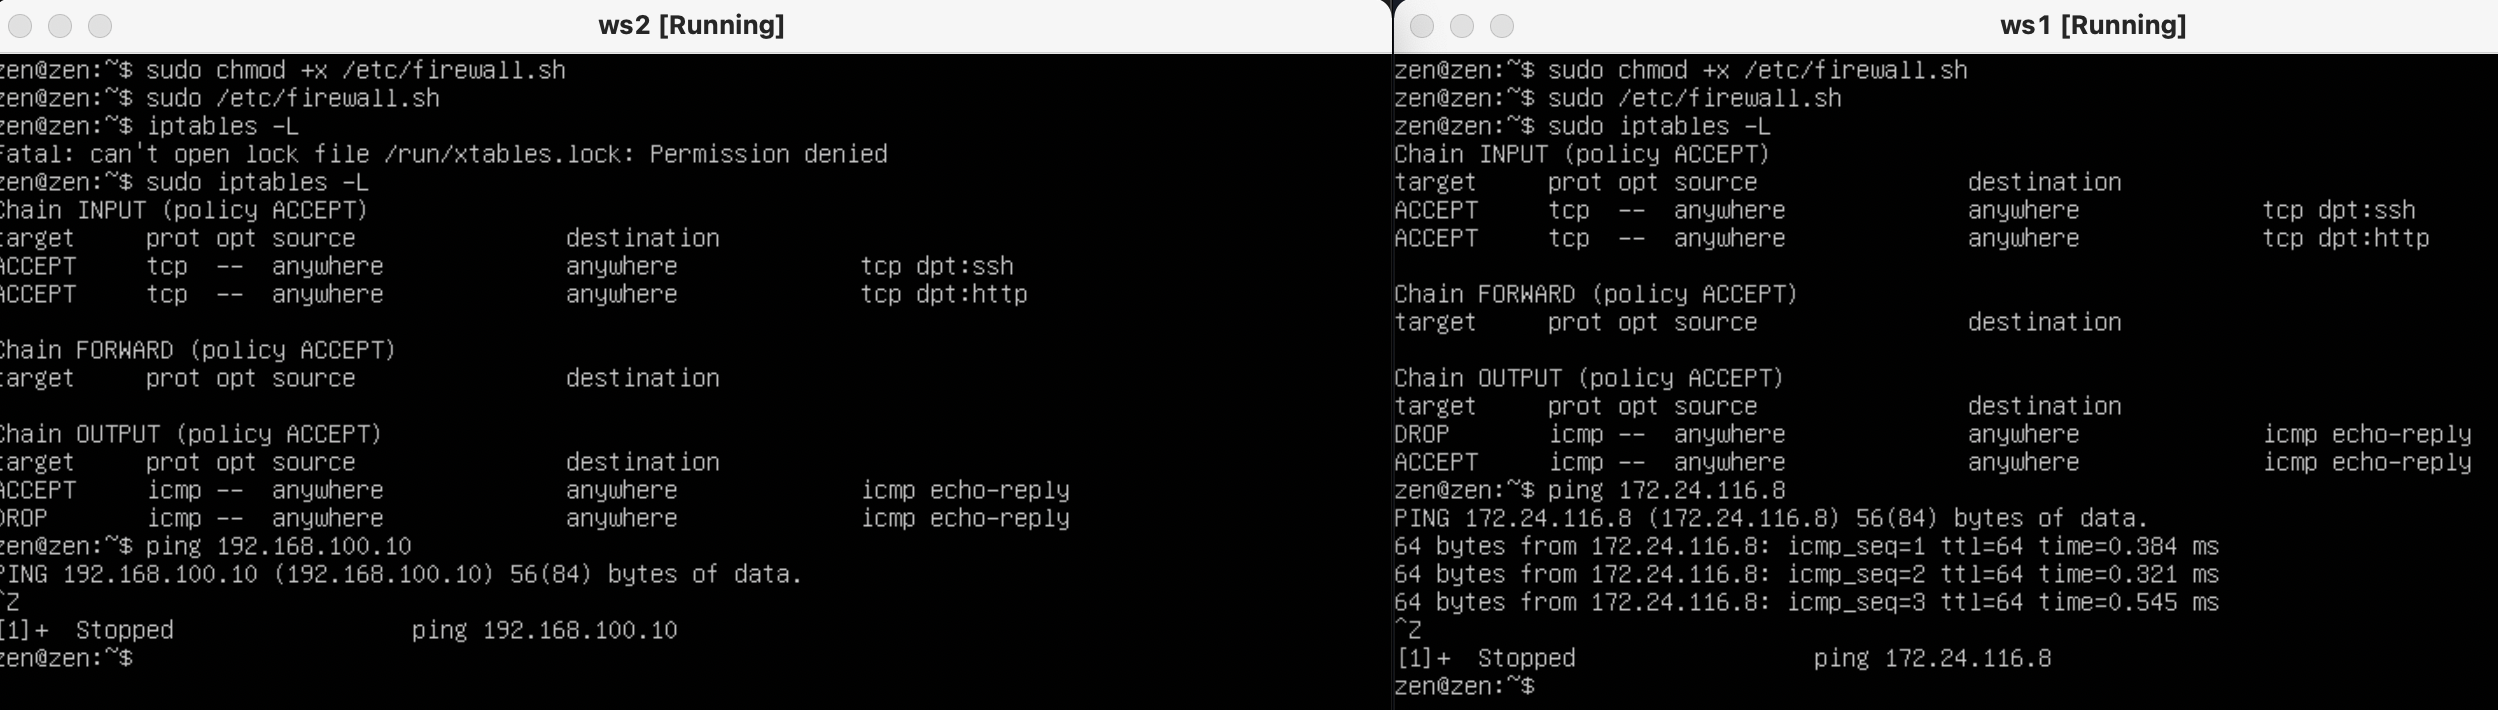 ws2 [Running]
zen@zen:~$ sudo chmod +x /etc/firewall.sh
zen@zen:~$ sudo /etc/firewall.sh
zen@zen:~$ iptables -L
Fatal: can't open lock file /run/xtables.lock: Permission denied
zen@zen:~$ sudo iptables -L
Chain INPUT (policy ACCEPT)
target     prot opt source               destination
ACCEPT     tcp  --  anywhere             anywhere             tcp dpt:ssh
ACCEPT     tcp  --  anywhere             anywhere             tcp dpt:http
Chain FORWARD (policy ACCEPT)
target     prot opt source               destination
Chain OUTPUT (policy ACCEPT)
target     prot opt source               destination
ACCEPT     icmp --  anywhere             anywhere             icmp echo-reply
DROP       icmp --  anywhere             anywhere             icmp echo-reply
zen@zen:~$ ping 192.168.100.10
PING 192.168.100.10 (192.168.100.10) 56(84) bytes of data.
^Z
[1]+  Stopped                 ping 192.168.100.10
zen@zen:~$
ws1 [Running]
zen@zen:~$ sudo chmod +x /etc/firewall.sh
zen@zen:~$ sudo /etc/firewall.sh
zen@zen:~$ sudo iptables -L
Chain INPUT (policy ACCEPT)
target     prot opt source               destination
ACCEPT     tcp  --  anywhere             anywhere             tcp dpt:ssh
ACCEPT     tcp  --  anywhere             anywhere             tcp dpt:http
Chain FORWARD (policy ACCEPT)
target     prot opt source               destination
Chain OUTPUT (policy ACCEPT)
target     prot opt source               destination
DROP       icmp --  anywhere             anywhere             icmp echo-reply
ACCEPT     icmp --  anywhere             anywhere             icmp echo-reply
zen@zen:~$ ping 172.24.116.8
PING 172.24.116.8 (172.24.116.8) 56(84) bytes of data.
64 bytes from 172.24.116.8: icmp_seq=1 ttl=64 time=0.384 ms
64 bytes from 172.24.116.8: icmp_seq=2 ttl=64 time=0.321 ms
64 bytes from 172.24.116.8: icmp_seq=3 ttl=64 time=0.545 ms
^Z
[1]+  Stopped                 ping 172.24.116.8
zen@zen:~$